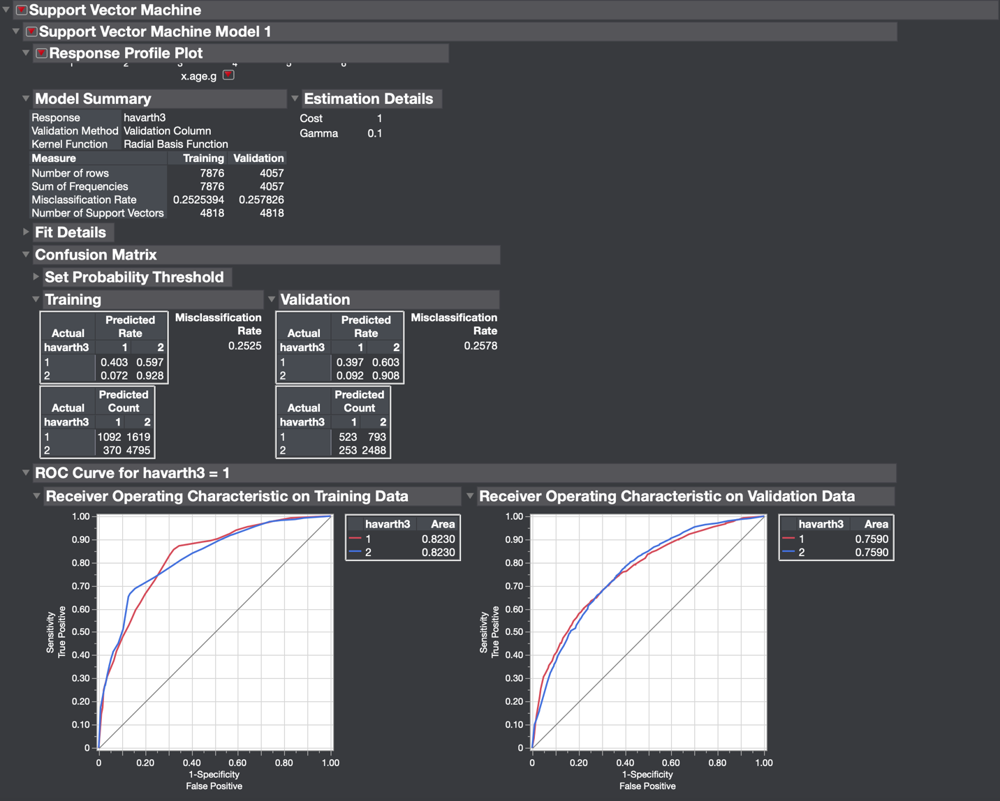 Support Vector Machine
Support Vector Machine Model 1
Response Profile Plot
1 2 3 4 5 6
x.age.g
Model Summary
Response havarth3
Validation Method Validation Column
Kernel Function Radial Basis Function
Measure Training Validation
Number of rows 7876 4057
Sum of Frequencies 7876 4057
Misclassification Rate 0.2525394 0.257826
Number of Support Vectors 4818 4818
Estimation Details
Cost 1
Gamma 0.1
Fit Details
Confusion Matrix
Set Probability Threshold
Training
Predicted
Actual Rate
havarth3 1 2
1 0.403 0.597
2 0.072 0.928
Misclassification
Rate
0.2525
Predicted
Actual Count
havarth3 1 2
1 1092 1619
2 370 4795
Validation
Predicted
Actual Rate
havarth3 1 2
1 0.397 0.603
2 0.092 0.908
Misclassification
Rate
0.2578
Predicted
Actual Count
havarth3 1 2
1 523 793
2 253 2488
ROC Curve for havarth3 = 1
Receiver Operating Characteristic on Training Data
1.00
0.90
0.80
0.70
0.60
0.50
0.40
0.30
0.20
0.10
0
Sensitivity
True Positive
0 0.20 0.40 0.60 0.80 1.00
1-Specificity
False Positive
havarth3 Area
1 0.8230
2 0.8230
Receiver Operating Characteristic on Validation Data
1.00
0.90
0.80
0.70
0.60
0.50
0.40
0.30
0.20
0.10
0
Sensitivity
True Positive
0 0.20 0.40 0.60 0.80 1.00
1-Specificity
False Positive
havarth3 Area
1 0.7590
2 0.7590